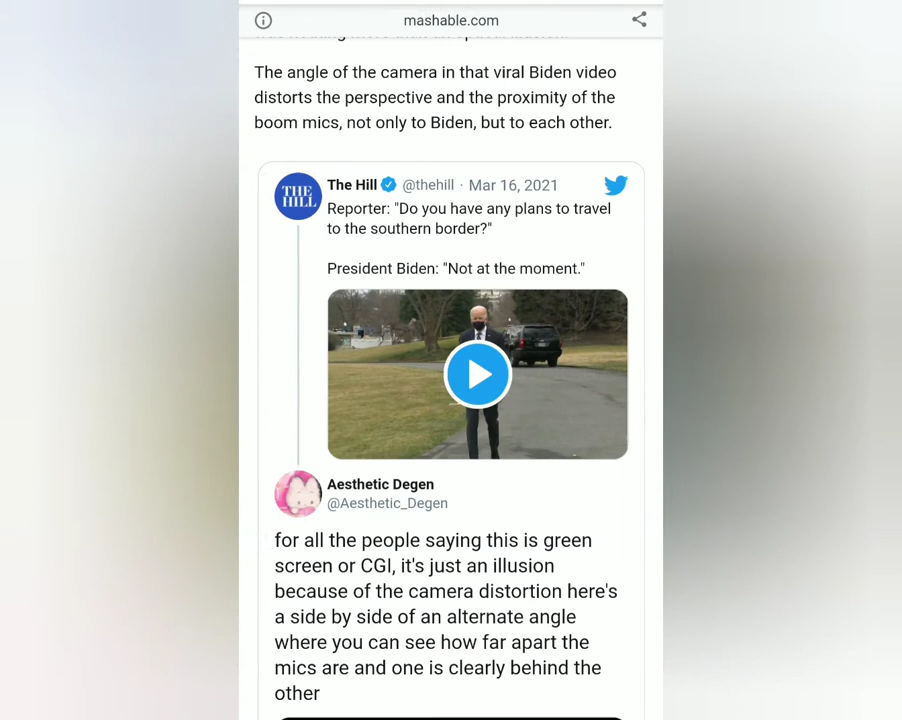 mashable.com
The angle of the camera in that viral Biden video
distorts the perspective and the proximity of the
boom mics, not only to Biden, but to each other.
THE
HILL
The Hill @thehill · Mar 16, 2021
Reporter: "Do you have any plans to travel
to the southern border?"
President Biden: "Not at the moment."
Aesthetic Degen
@Aesthetic_Degen
for all the people saying this is green
screen or CGI, it's just an illusion
because of the camera distortion here's
a side by side of an alternate angle
where you can see how far apart the
mics are and one is clearly behind the
other